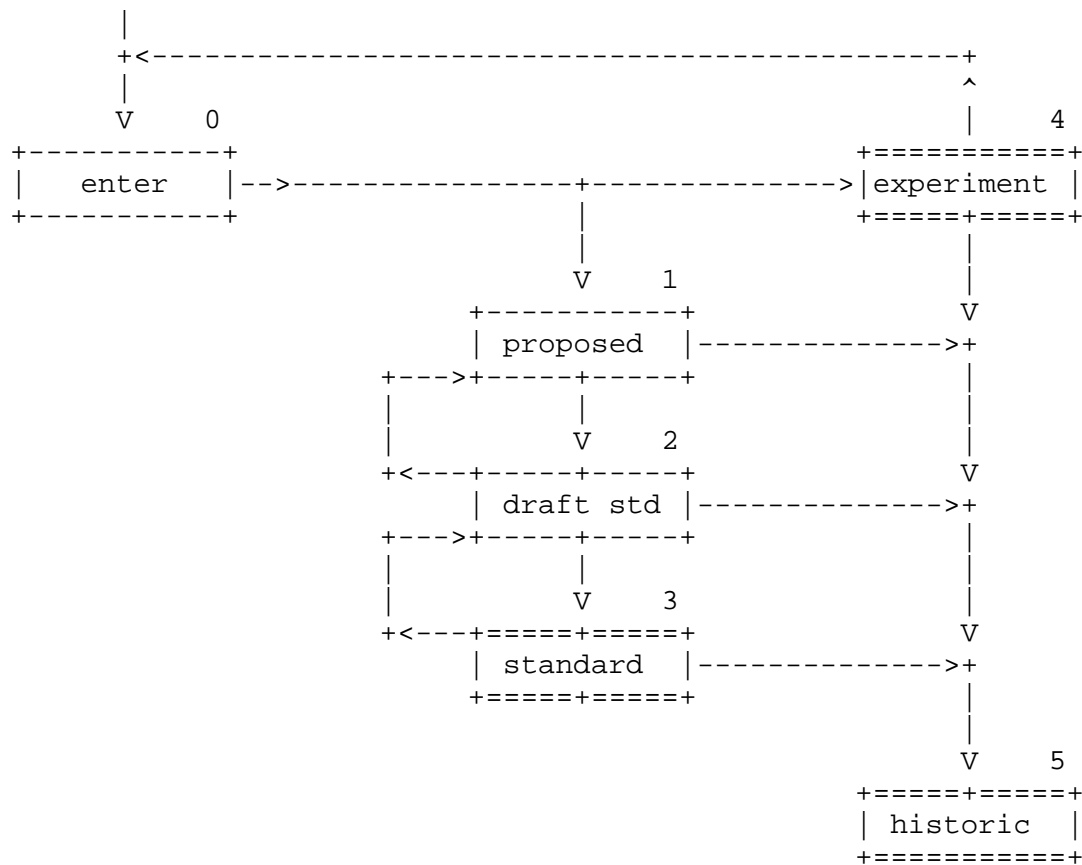 |
+<----------------------------------------------+
|                                               ^
V    0                                          |    4
+-----------+                                    +===========+
|   enter   |-->----------------+--------------->|experiment |
+-----------+                   |                +=====+=====+
|                      |
V    1                 |
+-----------+                V
| proposed  |-------------->+
+--->+-----+-----+               |
|          |                     |
|          V    2                |
+<---+-----+-----+               V
| draft std |-------------->+
+--->+-----+-----+               |
|          |                     |
|          V    3                |
+<---+=====+=====+               V
| standard  |-------------->+
+=====+=====+               |
|
V    5
+=====+=====+
| historic  |
+===========+